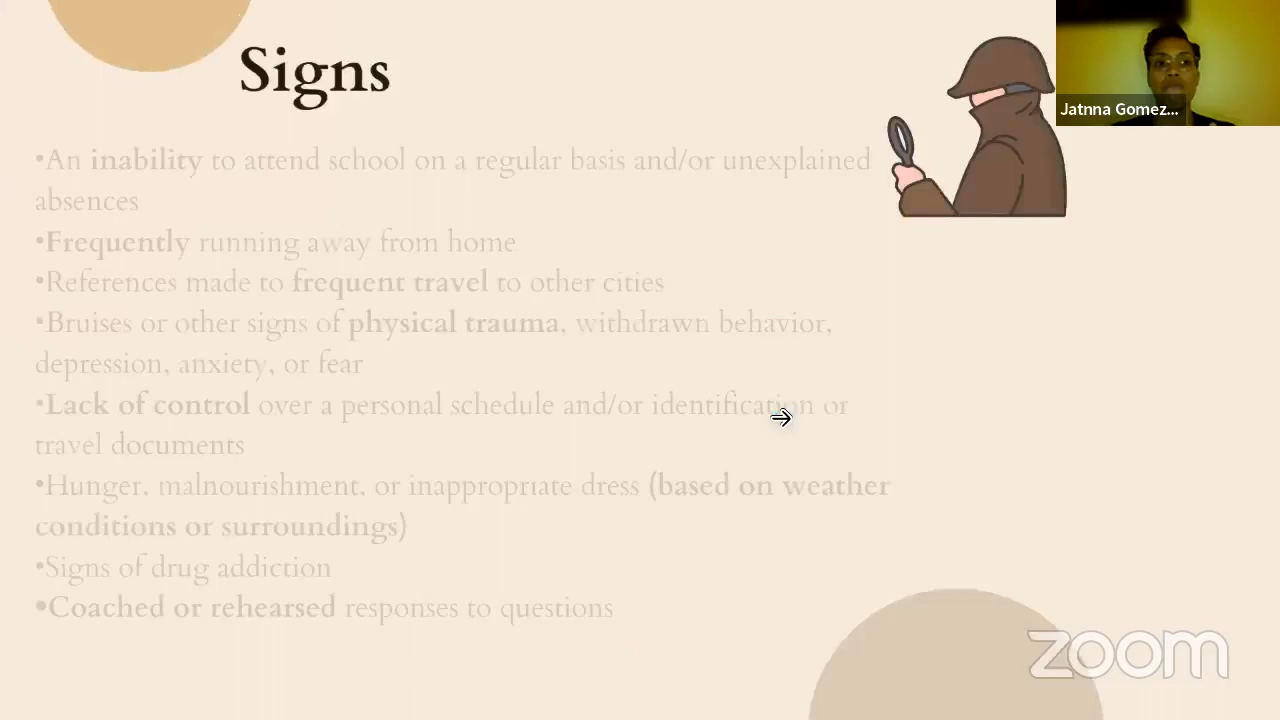 Signs
Jatnna Gomez...
•An inability to attend school on a regular basis and/or unexplained
absences
•Frequently running away from home
•References made to frequent travel to other cities
•Bruises or other signs of physical trauma, withdrawn behavior,
depression, anxiety, or fear
•Lack of control over a personal schedule and/or identification or
travel documents
•Hunger, malnourishment, or inappropriate dress (based on weather
conditions or surroundings)
•Signs of drug addiction
•Coached or rehearsed responses to questions
zoom